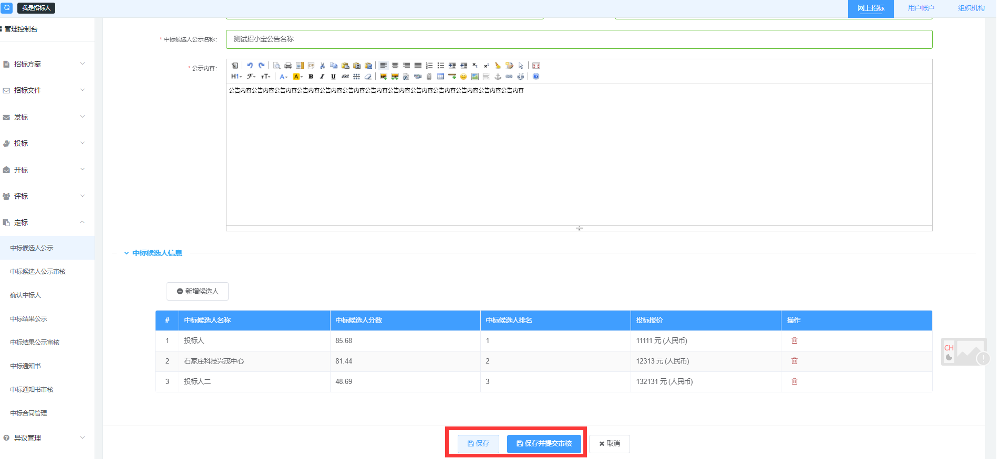 我是招标人
网上招标
用户帐户
组织机构
管理控制台
招标方案
招标文件
发标
投标
开标
评标
定标
中标候选人公示
中标候选人公示审核
确认中标人
中标结果公示
中标结果公示审核
中标通知书
中标通知书审核
中标合同管理
异议管理
* 中标候选人公示名称:
测试招小宝公告名称
* 公示内容:
公告内容公告内容公告内容公告内容公告内容公告内容公告内容公告内容公告内容公告内容公告内容公告内容公告内容
中标候选人信息
新增候选人
# 中标候选人名称 中标候选人分数 中标候选人排名 投标报价 操作
1 投标人 85.68 1 11111 元 (人民币)
2 石家庄科技兴茂中心 81.44 2 12313 元 (人民币)
3 投标人二 48.69 3 132131 元 (人民币)
保存
保存并提交审核
取消
CH